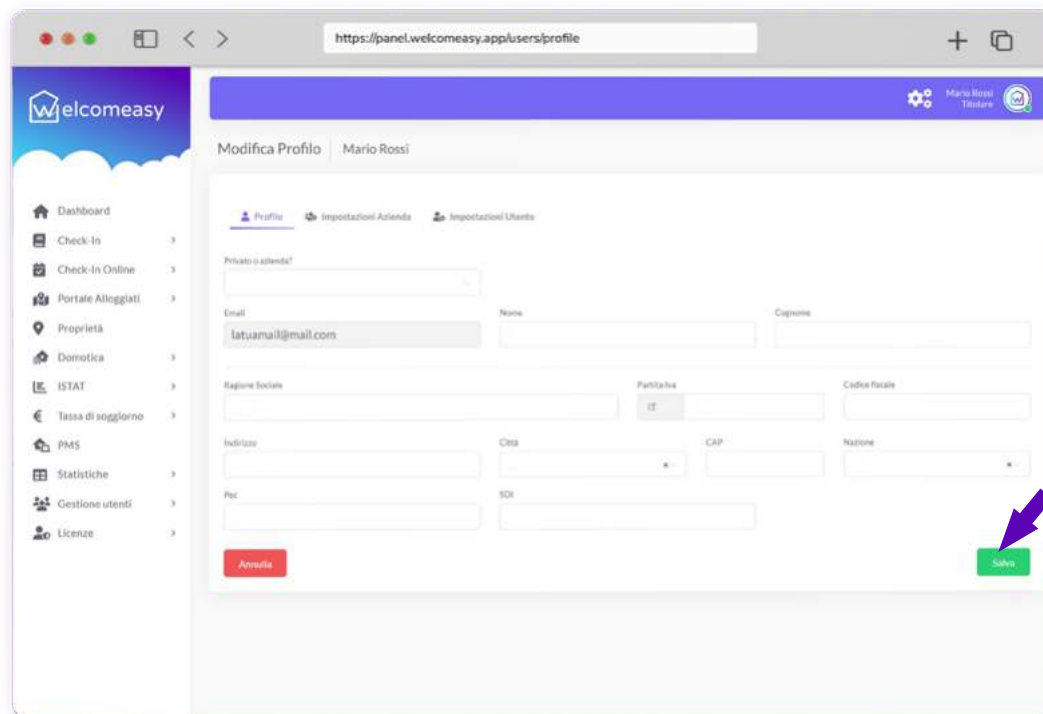 https://panel.welcomeasy.app/users/profile
Welcomeasy
Mario Rossi
Titolare
Modifica Profilo Mario Rossi
Dashboard
Check-In
Check-In Online
Portale Alloggiati
Proprietà
Domotica
ISTAT
Tassa di soggiorno
PMS
Statistiche
Gestione utenti
Licenze
Profilo Impostazioni Azienda Impostazioni Utente
Privato o azienda?
Email Nome Cognome
latuamail@mail.com
Ragione Sociale Partita Iva Codice fiscale
IT
Indirizzo Città CAP Nazione
Pec SDI
Annulla Salva